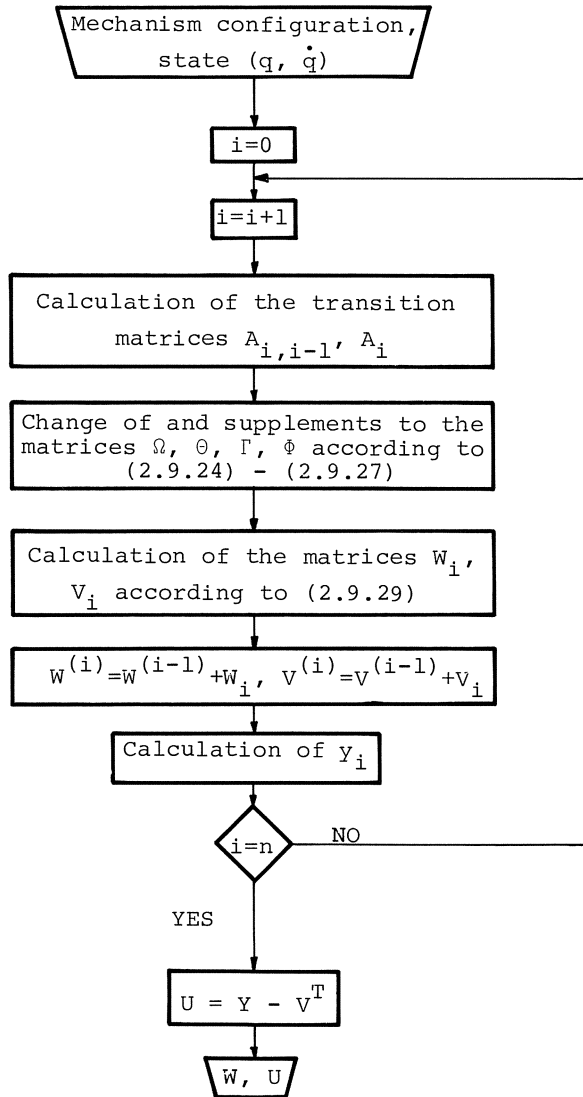 Mechanism configuration,
state (q, q̇)
i=0
i=i+1
Calculation of the transition
matrices A_{i,i-1}, A_i
Change of and supplements to the
matrices Ω, Θ, Γ, Φ according to
(2.9.24) - (2.9.27)
Calculation of the matrices W_i,
V_i according to (2.9.29)
W^{(i)}=W^{(i-1)}+W_i, V^{(i)}=V^{(i-1)}+V_i
Calculation of Y_i
i=n
NO
YES
U = Y - V^T
W, U